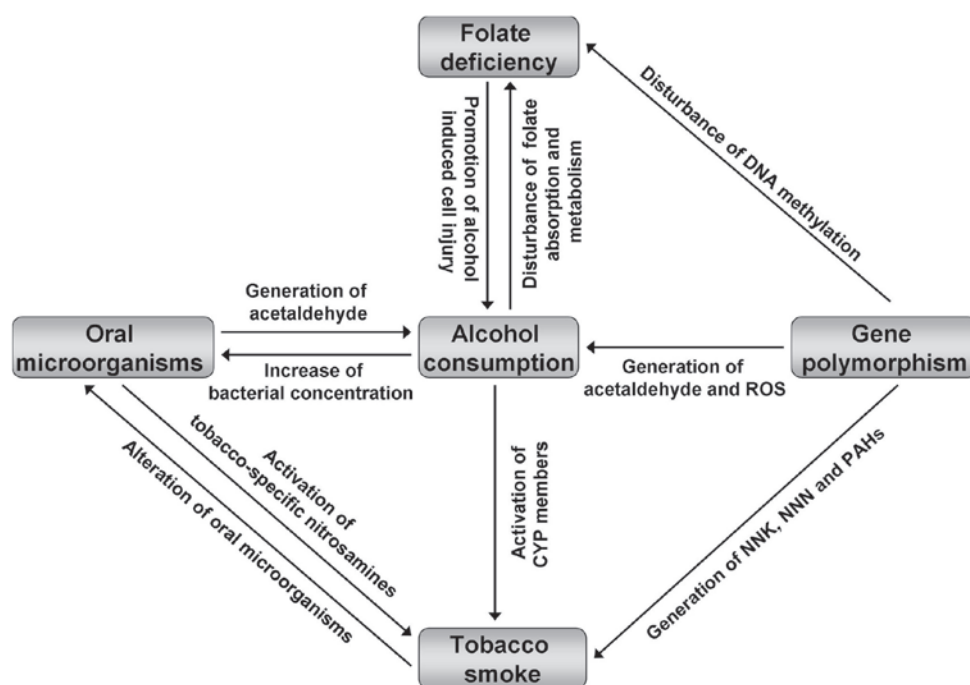 Folate
deficiency
Disturbance of DNA methylation
Promotion of alcohol
induced cell injury
Disturbance of folate
absorption and
metabolism
Generation of
acetaldehyde
Oral
microorganisms
Alcohol
consumption
Gene
polymorphism
Increase of
bacterial concentration
Generation of
acetaldehyde and ROS
Activation of
tobacco-specific nitrosamines
Alteration of oral microorganisms
Activation of
CYP members
Generation of NNK, NNN and PAHs
Tobacco
smoke